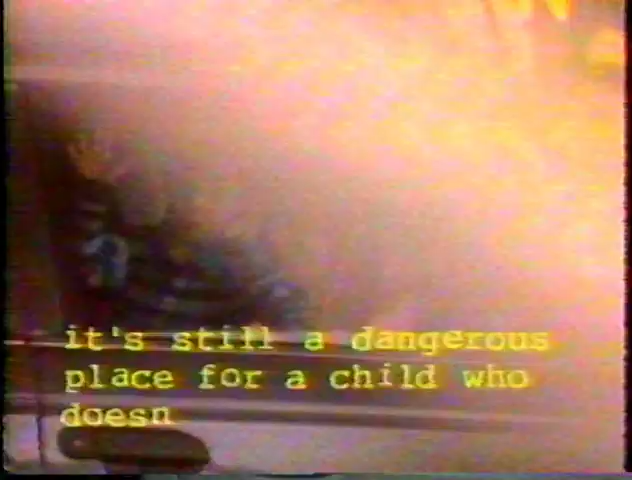 it's still a dangerous
place for a child who
doesn